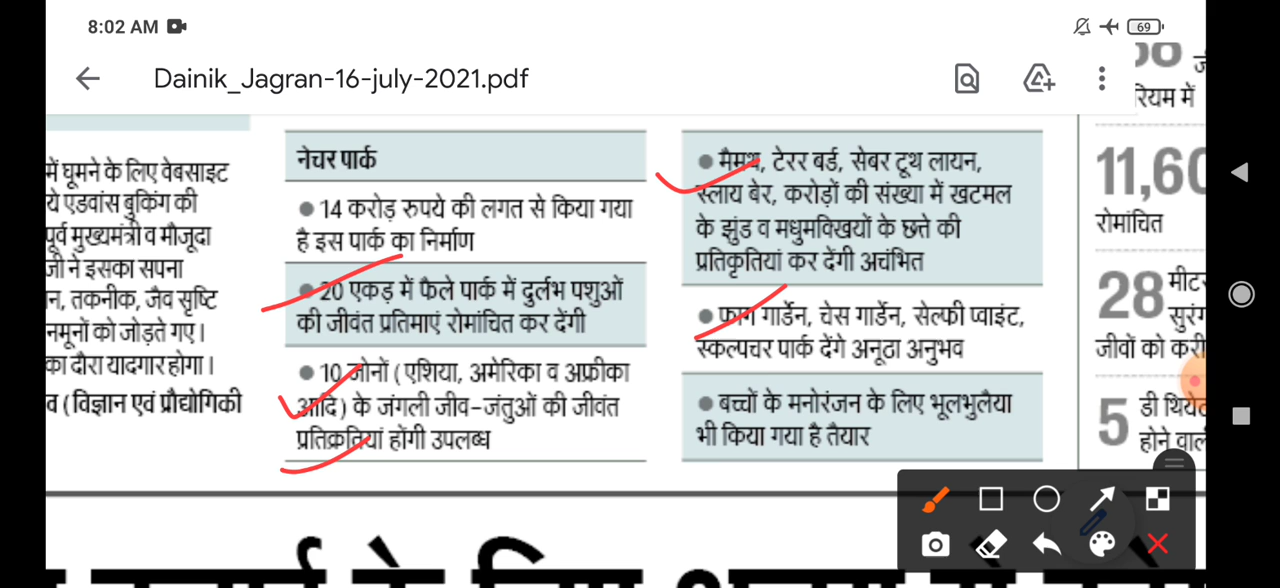 8:02 AM
69
Dainik_Jagran-16-july-2021.pdf
में घूमने के लिए वेबसाइट
ये एडवांस बुकिंग की
पूर्व मुख्यमंत्री व मौजूदा
जी ने इसका सपना
न, तकनीक, जैव सृष्टि
नमूनों को जोड़ते गए।
का दौरा यादगार होगा।
व (विज्ञान एवं प्रौद्योगिकी
नेचर पार्क
● 14 करोड़ रुपये की लगत से किया गया
है इस पार्क का निर्माण
● 20 एकड़ में फैले पार्क में दुर्लभ पशुओं
की जीवंत प्रतिमाएं रोमांचित कर देंगी
● 10 जोनों (एशिया, अमेरिका व अफ्रीका
आदि) के जंगली जीव-जंतुओं की जीवंत
प्रतिक्रतियां होंगी उपलब्ध
● मैमथ, टेरर बर्ड, सेबर टूथ लायन,
स्लाय बेर, करोड़ों की संख्या में खटमल
के झुंड व मधुमक्खियों के छत्ते की
प्रतिकृतियां कर देंगी अचंभित
● फाग गार्डेन, चेस गार्डेन, सेल्फी प्वाइंट,
स्कल्पचर पार्क देंगे अनूठा अनुभव
● बच्चों के मनोरंजन के लिए भूलभुलैया
भी किया गया है तैयार
रियम में
11,60
रोमांचित
28 मीटर
सुरंग
जीवों को करी
5 डी थियेट
होने वाल